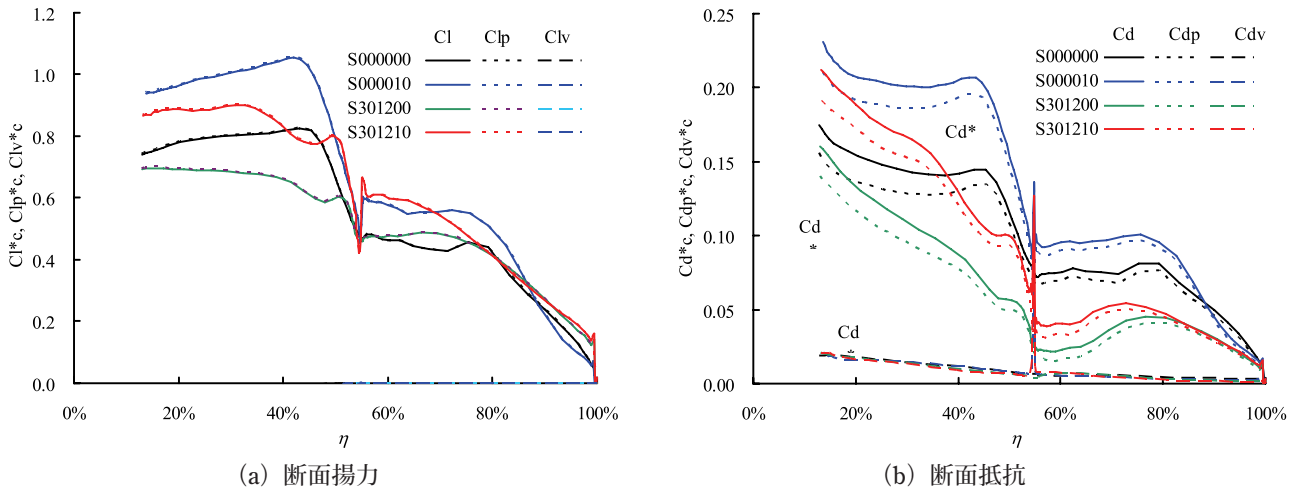 Cl*c, Clp*c, Clv*c
1.2
1.0
0.8
0.6
0.4
0.2
0.0
0%
20%
40%
60%
80%
100%
η
Cl Clp Clv
S000000
S000010
S301200
S301210
(a) 断面揚力
Cd*c, Cdp*c, Cdv*c
0.25
0.20
0.15
0.10
0.05
0.00
0%
20%
40%
60%
80%
100%
η
Cd Cdp Cdv
S000000
S000010
S301200
S301210
Cd*
Cd
*
Cd
(b) 断面抵抗